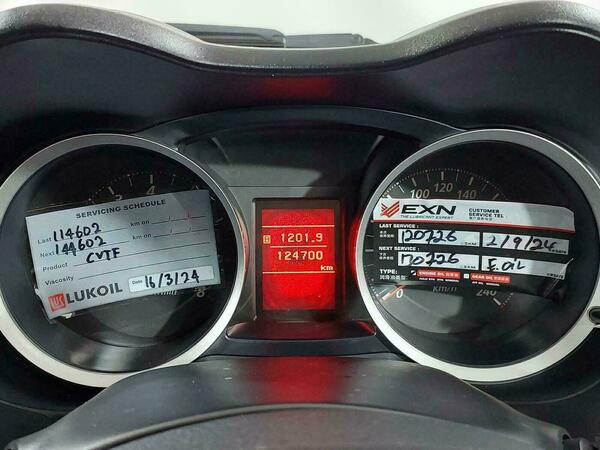 SERVICING SCHEDULE
Last 114602 km on
Next 144602 km on
Product CVTF
Viscosity
LUKOIL Date 16/3/24
B 1201.9
124700
km
100 120 140
EXN
THE LUBRICANT EXPERT
CUSTOMER
SERVICE TEL :
LAST SERVICE :
2/9/24
NEXT SERVICE :
E.OIL
TYPE: ENGINE OIL GEAR OIL
0 km/h 240